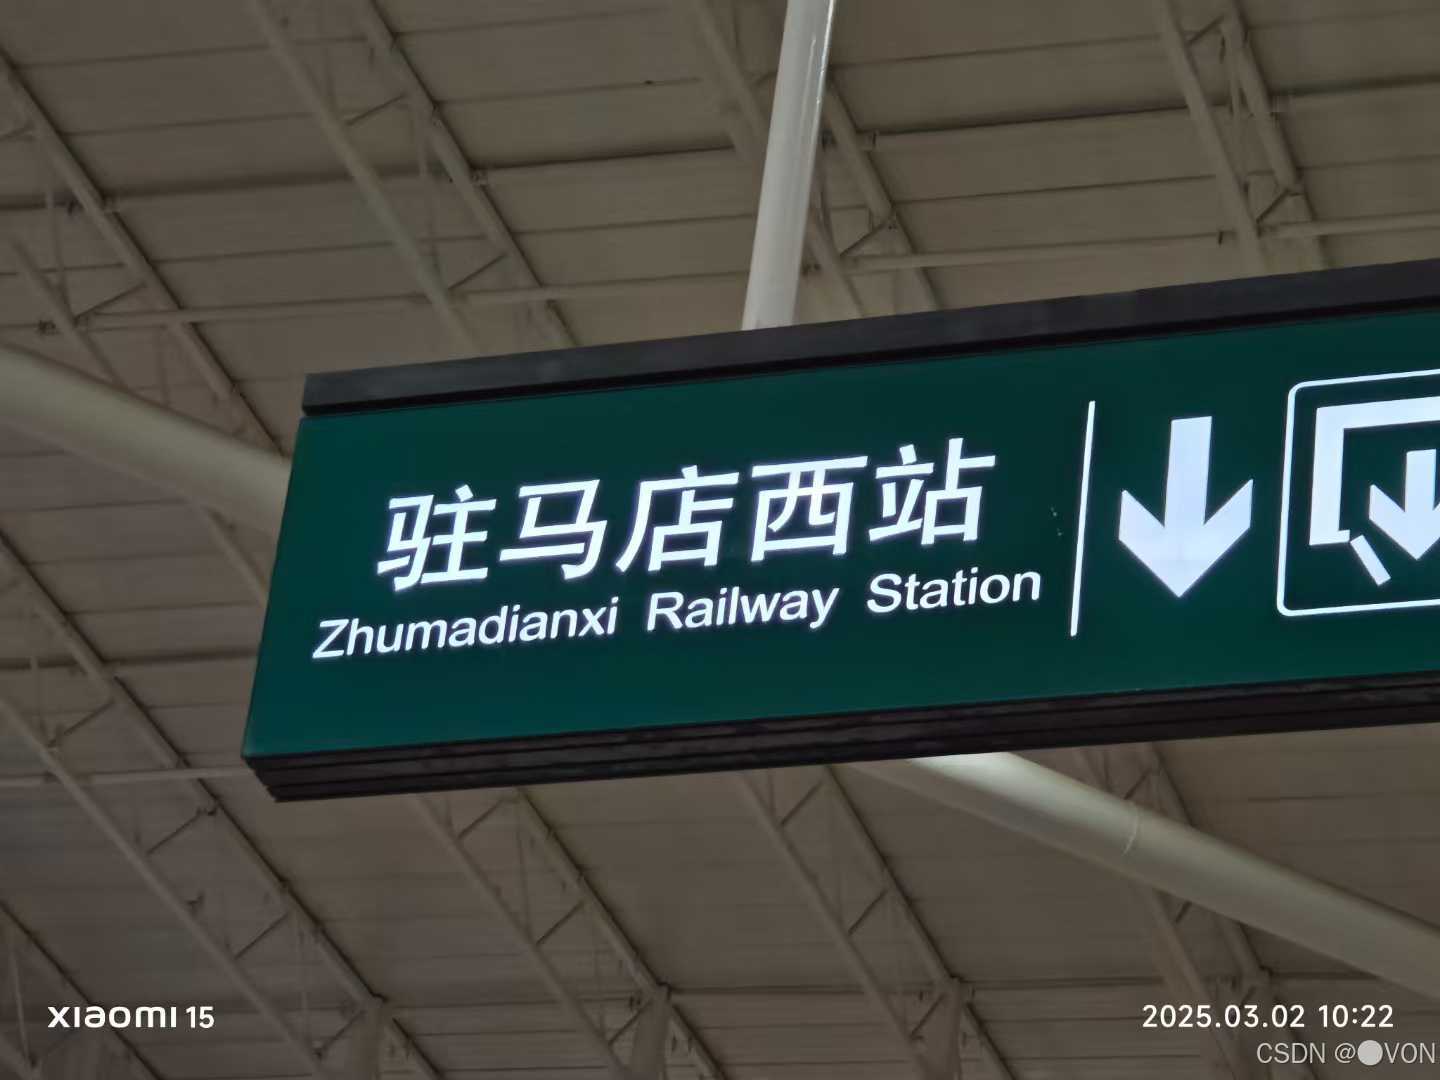 驻马店西站
Zhumadianxi Railway Station
xiaomi 15
2025.03.02 10:22
CSDN @⚫VON